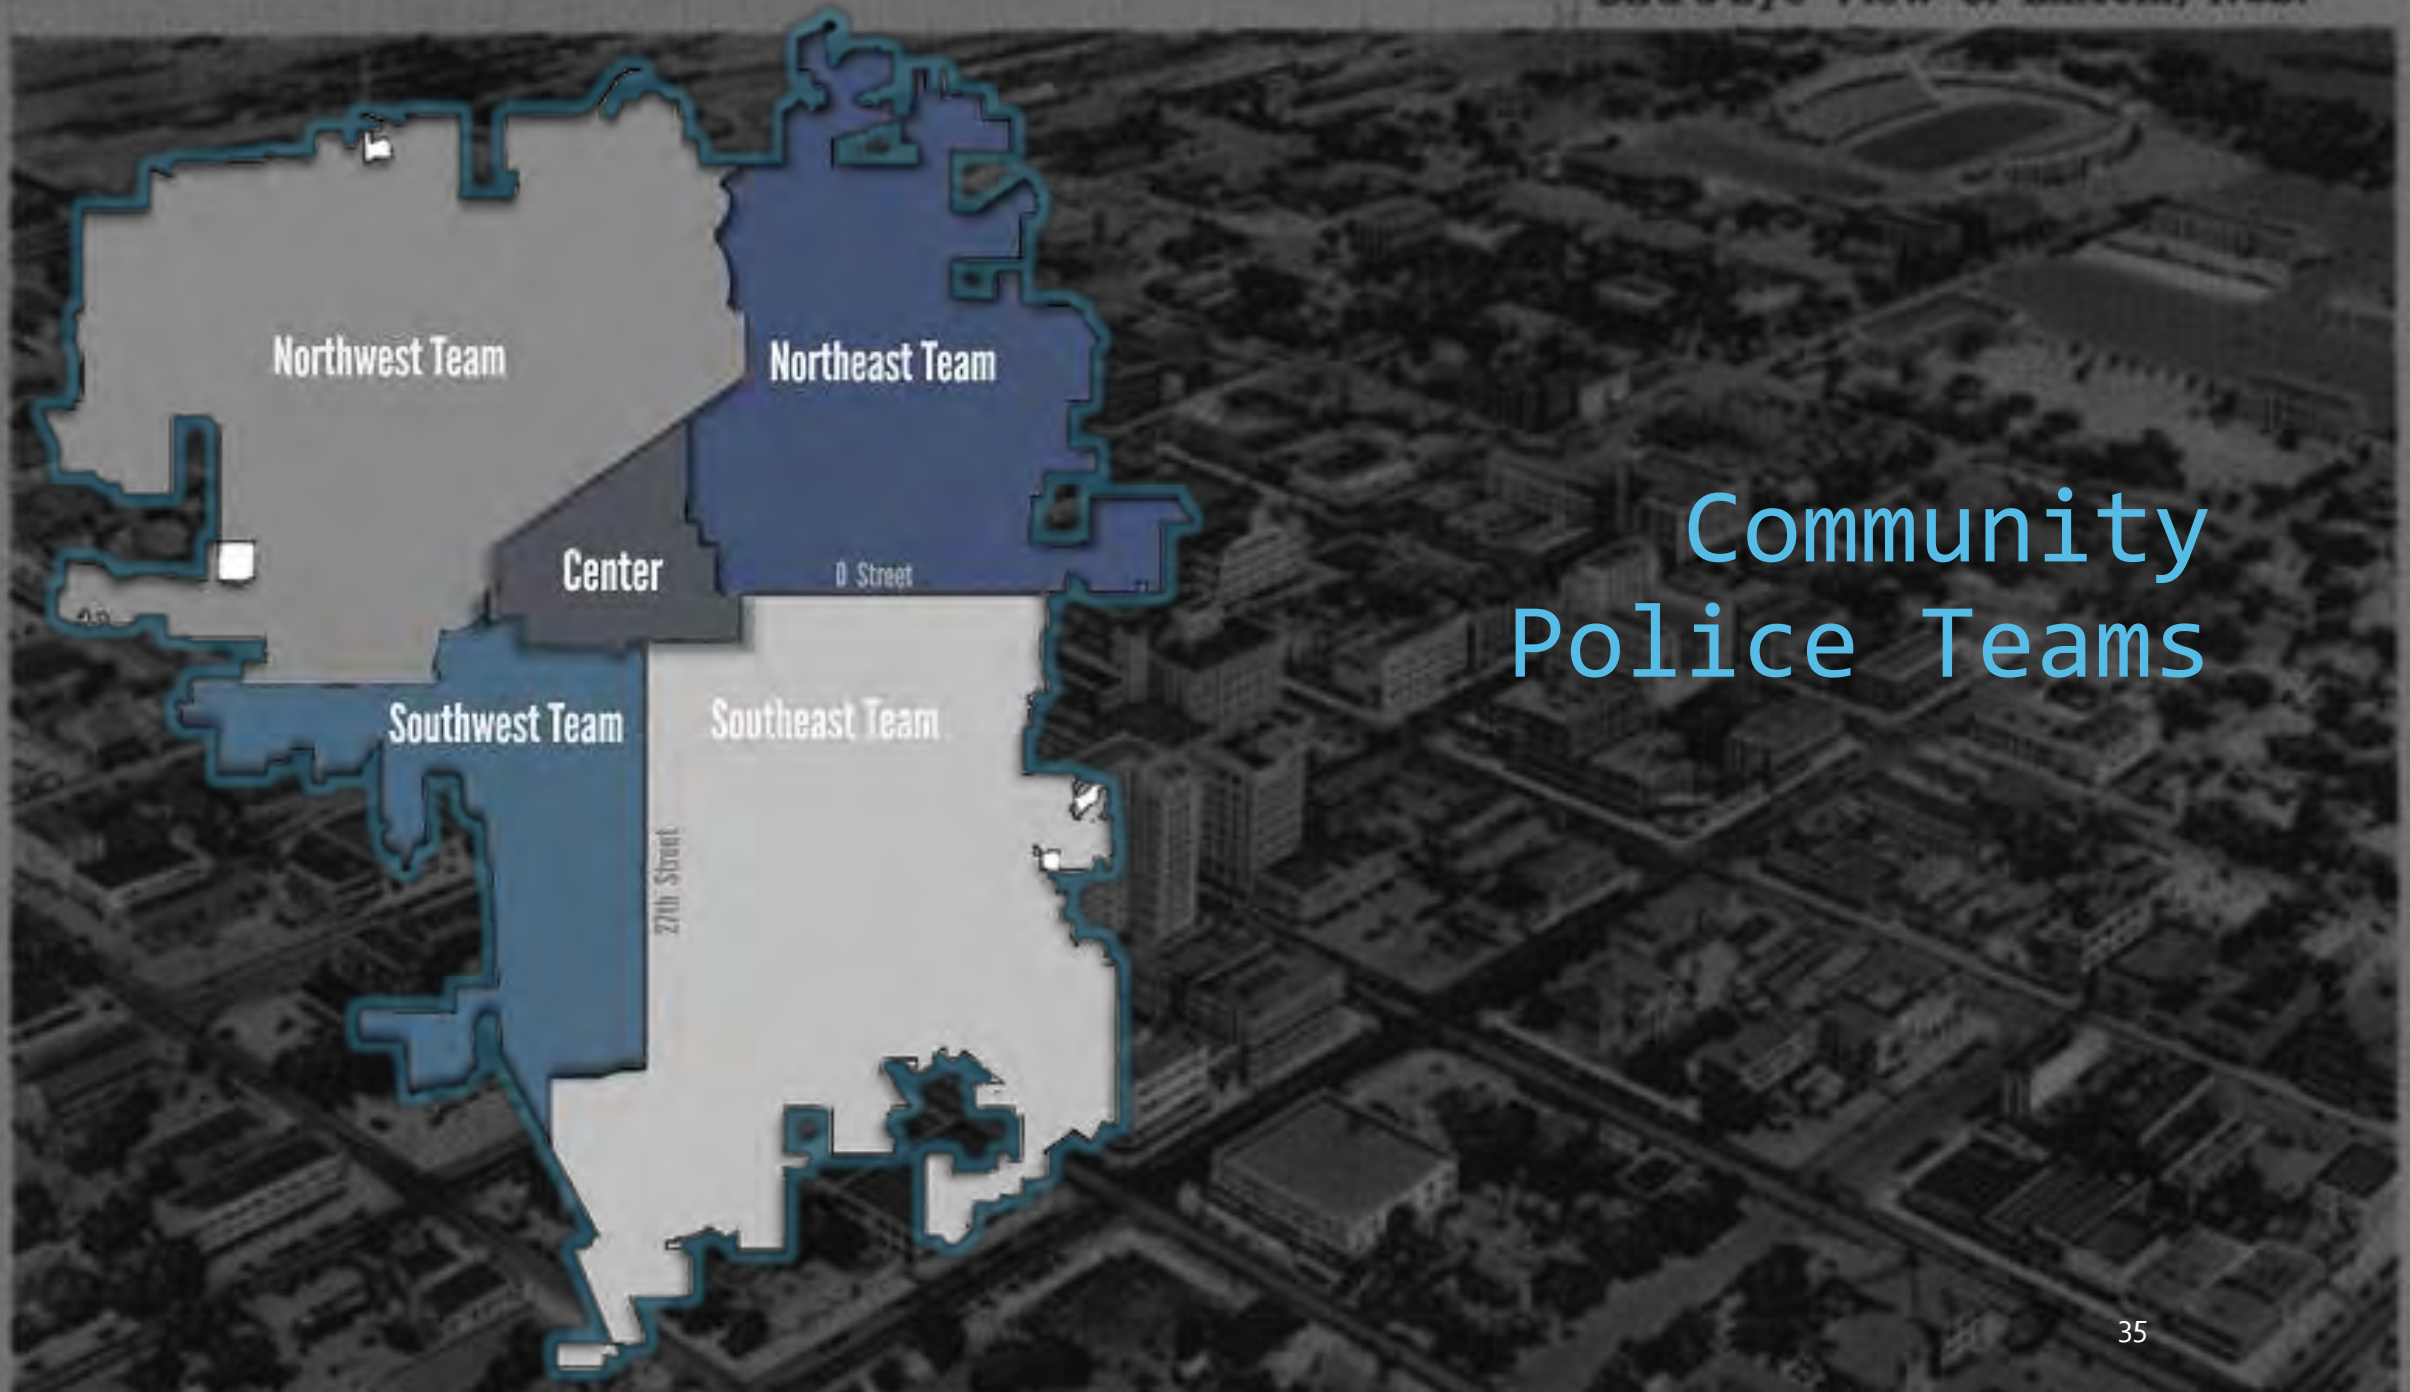 Northwest Team
Northeast Team
Center
O Street
Southwest Team
Southeast Team
27th Street
Community
Police Teams
35